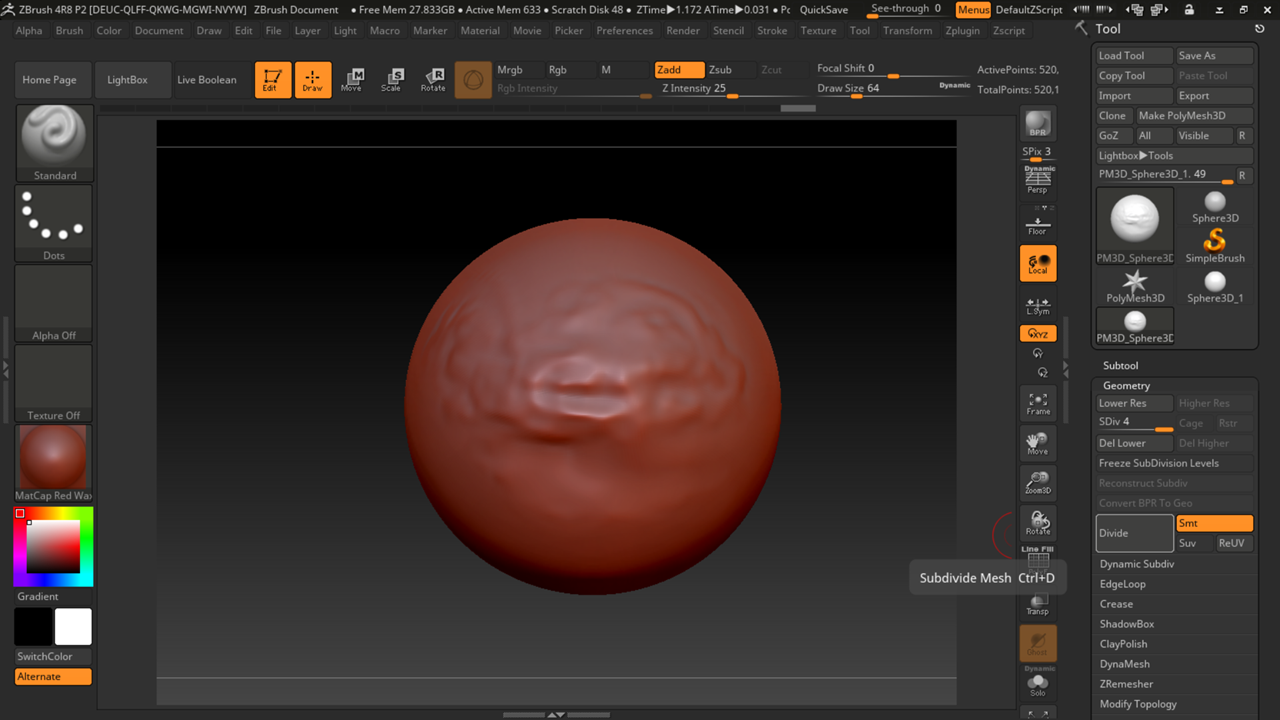 ZBrush 4R8 P2 [DEUC-QLFF-QKWG-MGWI-NVYW] ZBrush Document • Free Mem 27.833GB • Active Mem 633 • Scratch Disk 48 • ZTime▶1.172 ATime▶0.031 • Pc QuickSave See-through 0 Menus DefaultZScript
Alpha Brush Color Document Draw Edit File Layer Light Macro Marker Material Movie Picker Preferences Render Stencil Stroke Texture Tool Transform Zplugin Zscript
Home Page LightBox Live Boolean Edit Draw Move Scale Rotate
M S R
Mrgb Rgb M Zadd Zsub Zcut Focal Shift 0 ActivePoints: 520,
Rgb Intensity Z Intensity 25 Draw Size 64 Dynamic TotalPoints: 520,1
Standard
Dots
Alpha Off
Texture Off
MatCap Red Wax
Gradient
SwitchColor
Alternate
BPR
SPix 3
Dynamic
Persp
Floor
Local
L.Sym
XYZ
Y
Z
Frame
Move
Zoom3D
Rotate
Line Fill
Transp
Ghost
Dynamic
Solo
Subdivide Mesh Ctrl+D
Tool
Load Tool Save As
Copy Tool Paste Tool
Import Export
Clone Make PolyMesh3D
GoZ All Visible R
Lightbox▶Tools
PM3D_Sphere3D_1. 49 R
PM3D_Sphere3D Sphere3D
SimpleBrush
PolyMesh3D Sphere3D_1
PM3D_Sphere3D
Subtool
Geometry
Lower Res Higher Res
SDiv 4 Cage Rstr
Del Lower Del Higher
Freeze SubDivision Levels
Reconstruct Subdiv
Convert BPR To Geo
Divide Smt
Suv ReUV
Dynamic Subdiv
EdgeLoop
Crease
ShadowBox
ClayPolish
DynaMesh
ZRemesher
Modify Topology